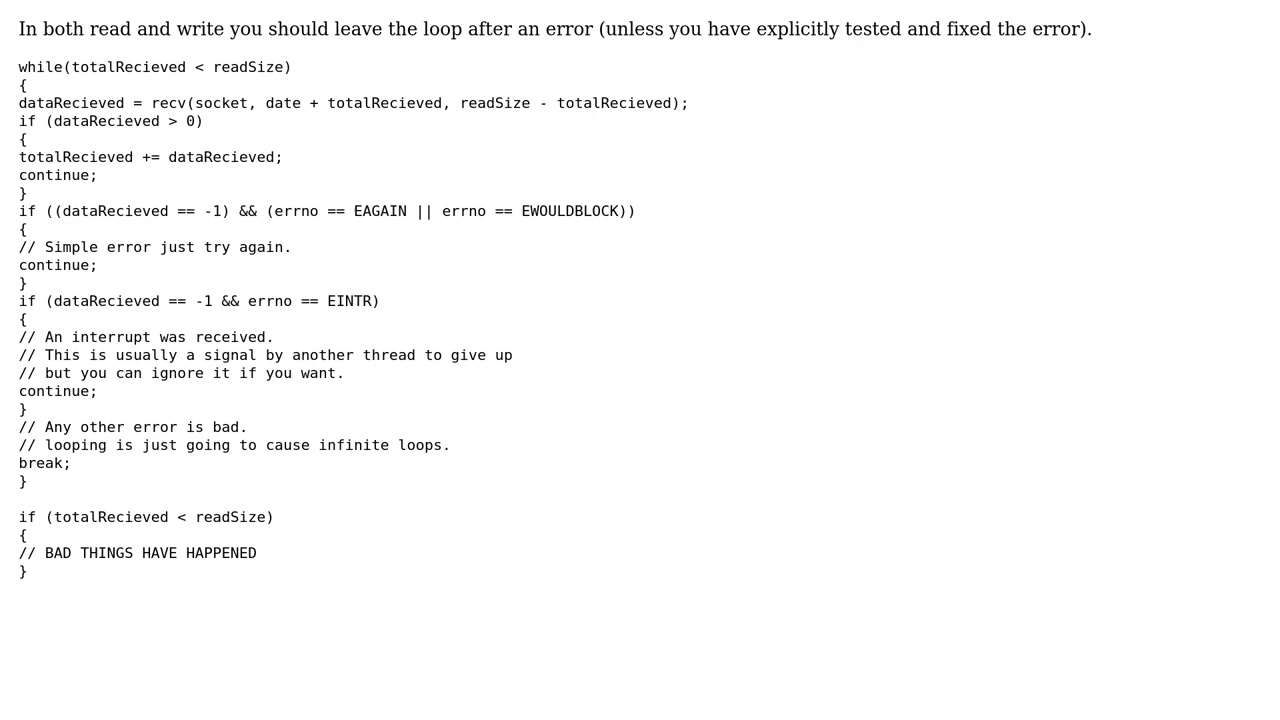 In both read and write you should leave the loop after an error (unless you have explicitly tested and fixed the error).
while(totalRecieved < readSize)
{
dataRecieved = recv(socket, date + totalRecieved, readSize - totalRecieved);
if (dataRecieved > 0)
{
totalRecieved += dataRecieved;
continue;
}
if ((dataRecieved == -1) && (errno == EAGAIN || errno == EWOULDBLOCK))
{
// Simple error just try again.
continue;
}
if (dataRecieved == -1 && errno == EINTR)
{
// An interrupt was received.
// This is usually a signal by another thread to give up
// but you can ignore it if you want.
continue;
}
// Any other error is bad.
// looping is just going to cause infinite loops.
break;
}
if (totalRecieved < readSize)
{
// BAD THINGS HAVE HAPPENED
}